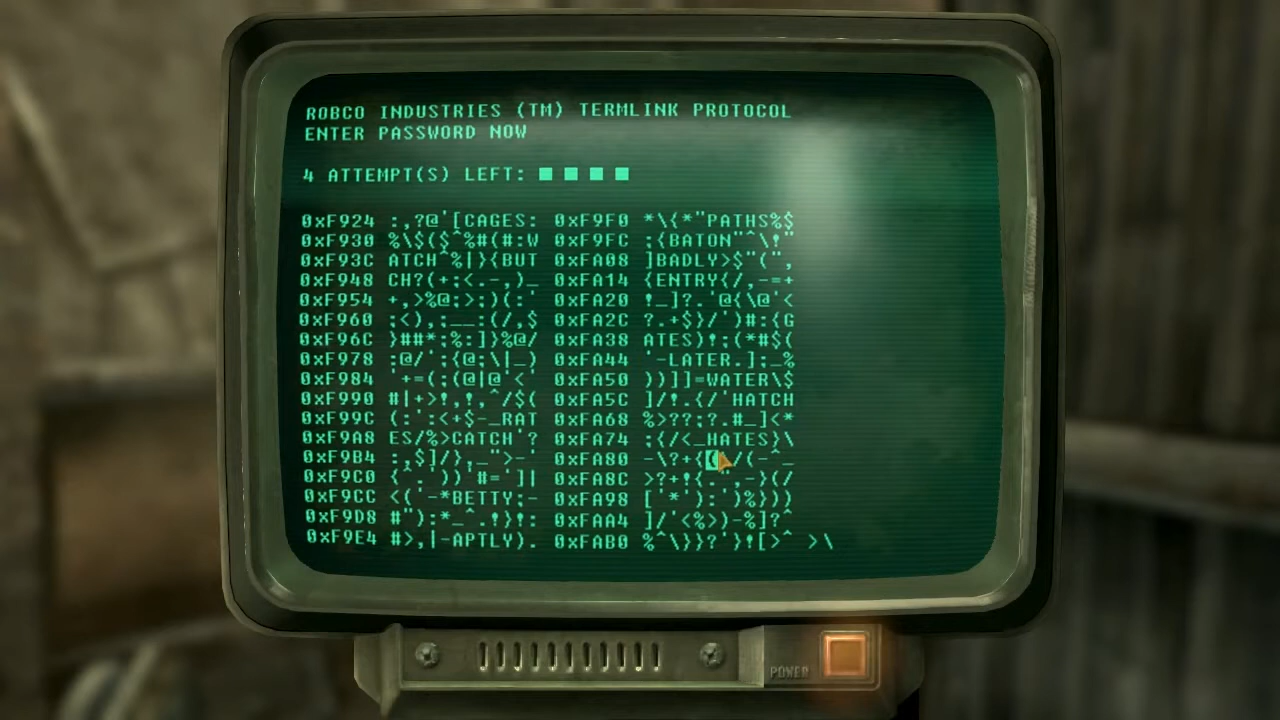 ROBCO INDUSTRIES (TM) TERMLINK PROTOCOL
ENTER PASSWORD NOW
4 ATTEMPT(S) LEFT: ■ ■ ■ ■
0xF924 :,?@'[CAGES: 0xF9F0 *\{*"PATHS%$
0xF930 %\$($^%#(#:W 0xF9FC ;{BATON"^\!"
0xF93C ATCH^%|}{BUT 0xFA08 ]BADLY>$"(",
0xF948 CH?(+;<.-,)_ 0xFA14 {ENTRY{/,-=+
0xF954 +,>%@;>;)(:' 0xFA20 !_]?.'@{\@'<
0xF960 ;<),;__:(/,$ 0xFA2C ?.+$}/')#:{G
0xF96C }##*;%:]}%@/ 0xFA38 ATES)!;(*#$(
0xF978 :@/';{@;\|_) 0xFA44 '-LATER.];_%
0xF984 '+=(;(@|@'<' 0xFA50 ))]]=WATER\$
0xF990 #|+>!,!,^/$( 0xFA5C ]/!.{/'HATCH
0xF99C (:':<+$-_RAT 0xFA68 %>??;?.#_]<*
0xF9A8 ES/%>CATCH'? 0xFA74 ;{/<_HATES}\
0xF9B4 :,$]/},_">-' 0xFA80 -\?+{(/(-^_
0xF9C0 {^.'))'#=']| 0xFA8C >?+!{.",-}(/
0xF9CC <('-*BETTY;- 0xFA98 ['*'):')%}))
0xF9D8 #"):*_^.!}!: 0xFAA4 ]/'<%>)-%]?^
0xF9E4 #>,|-APTLY). 0xFAB0 %^\}}?'}![>^ >\
POWER